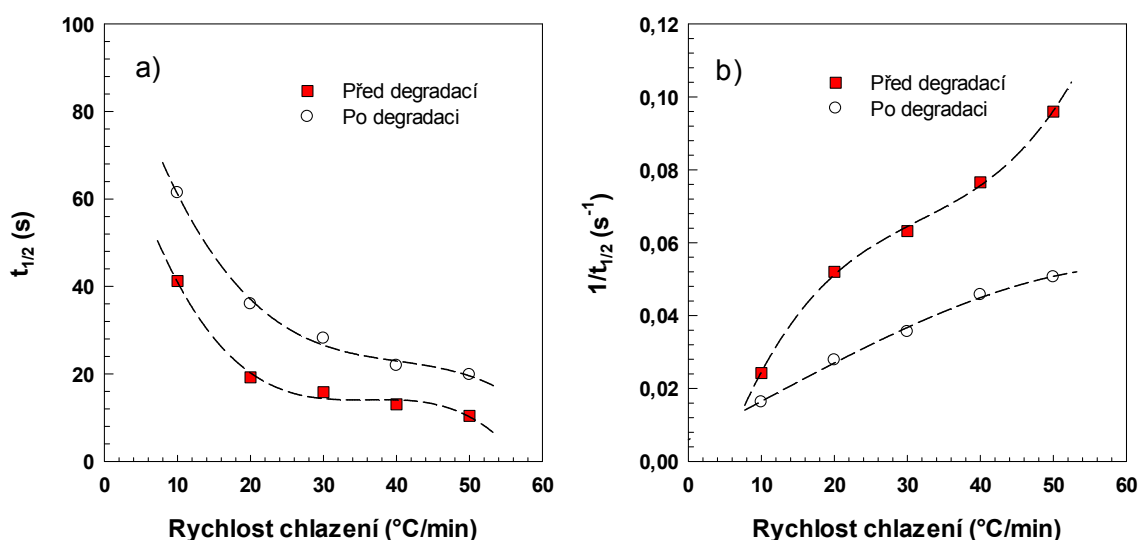 a)
Před degradací
Po degradaci
t1/2 (s)
100
80
60
40
20
0
0 10 20 30 40 50 60
Rychlost chlazení (°C/min)
b)
Před degradací
Po degradaci
1/t1/2 (s-1)
0,12
0,10
0,08
0,06
0,04
0,02
0,00
0 10 20 30 40 50 60
Rychlost chlazení (°C/min)